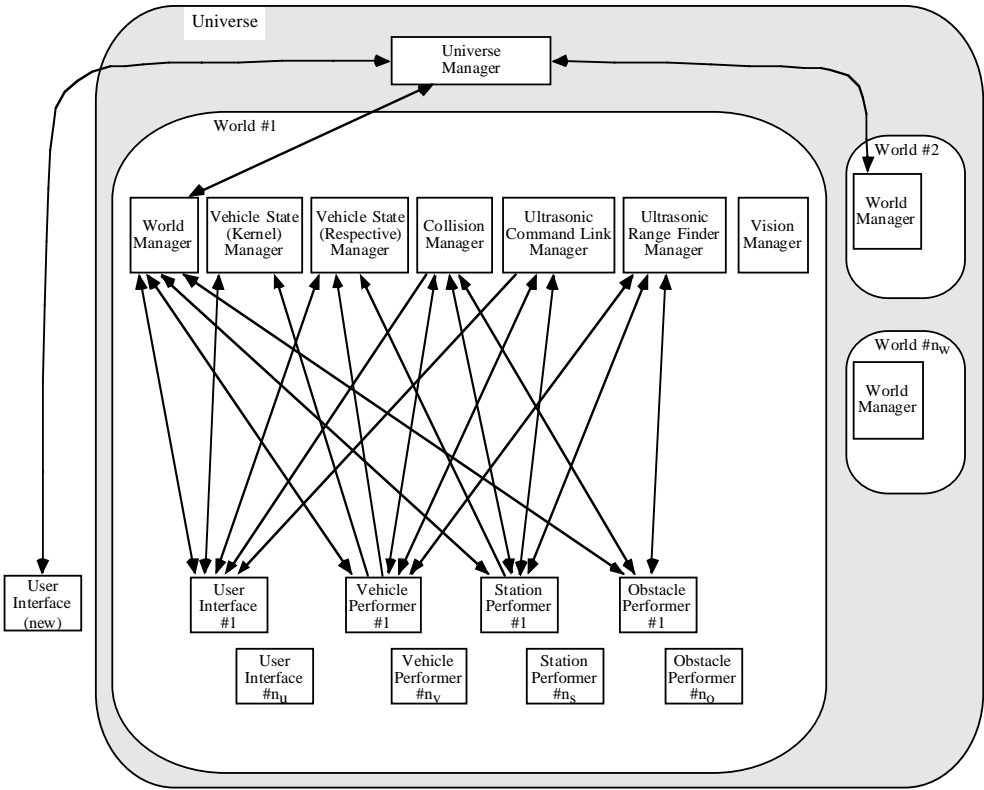 Universe
Universe
Manager
World #1
World #2
World
Manager
Vehicle State
(Kernel)
Manager
Vehicle State
(Respective)
Manager
Collision
Manager
Ultrasonic
Command Link
Manager
Ultrasonic
Range Finder
Manager
Vision
Manager
World
Manager
World #nw
World
Manager
User
Interface
(new)
User
Interface
#1
Vehicle
Performer
#1
Station
Performer
#1
Obstacle
Performer
#1
User
Interface
#nu
Vehicle
Performer
#nv
Station
Performer
#ns
Obstacle
Performer
#no